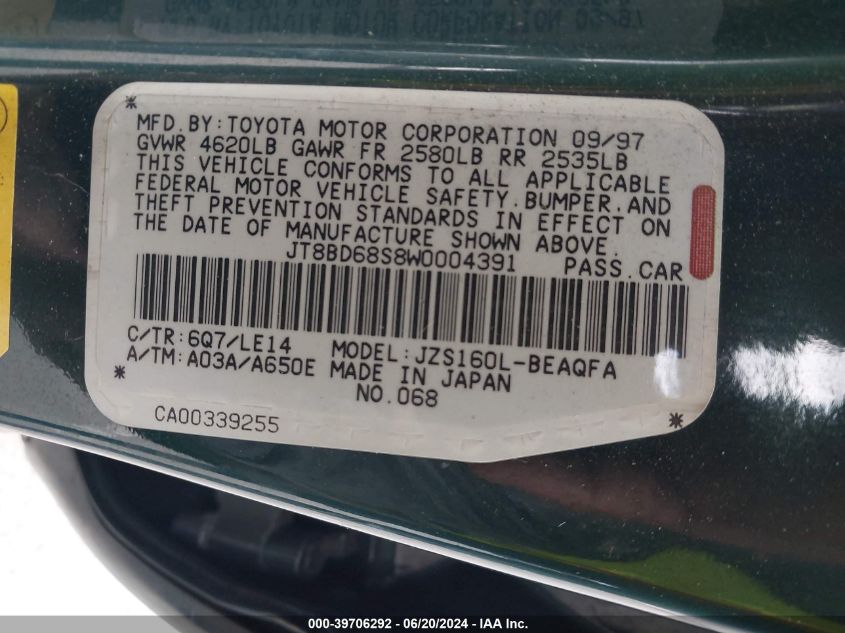 MFD.BY:TOYOTA MOTOR CORPORATION 09/97
GVWR 4620LB GAWR FR 2580LB RR 2535LB
THIS VEHICLE CONFORMS TO ALL APPLICABLE
FEDERAL MOTOR VEHICLE SAFETY.BUMPER.AND
THEFT PREVENTION STANDARDS IN EFFECT ON
THE DATE OF MANUFACTURE SHOWN ABOVE.
JT8BD68S8W0004391 PASS.CAR
C/TR:6Q7/LE14 MODEL:JZS160L-BEAQFA
A/TM:A03A/A650E MADE IN JAPAN
NO.068
CA00339255
000-39706292 - 06/20/2024 - IAA Inc.